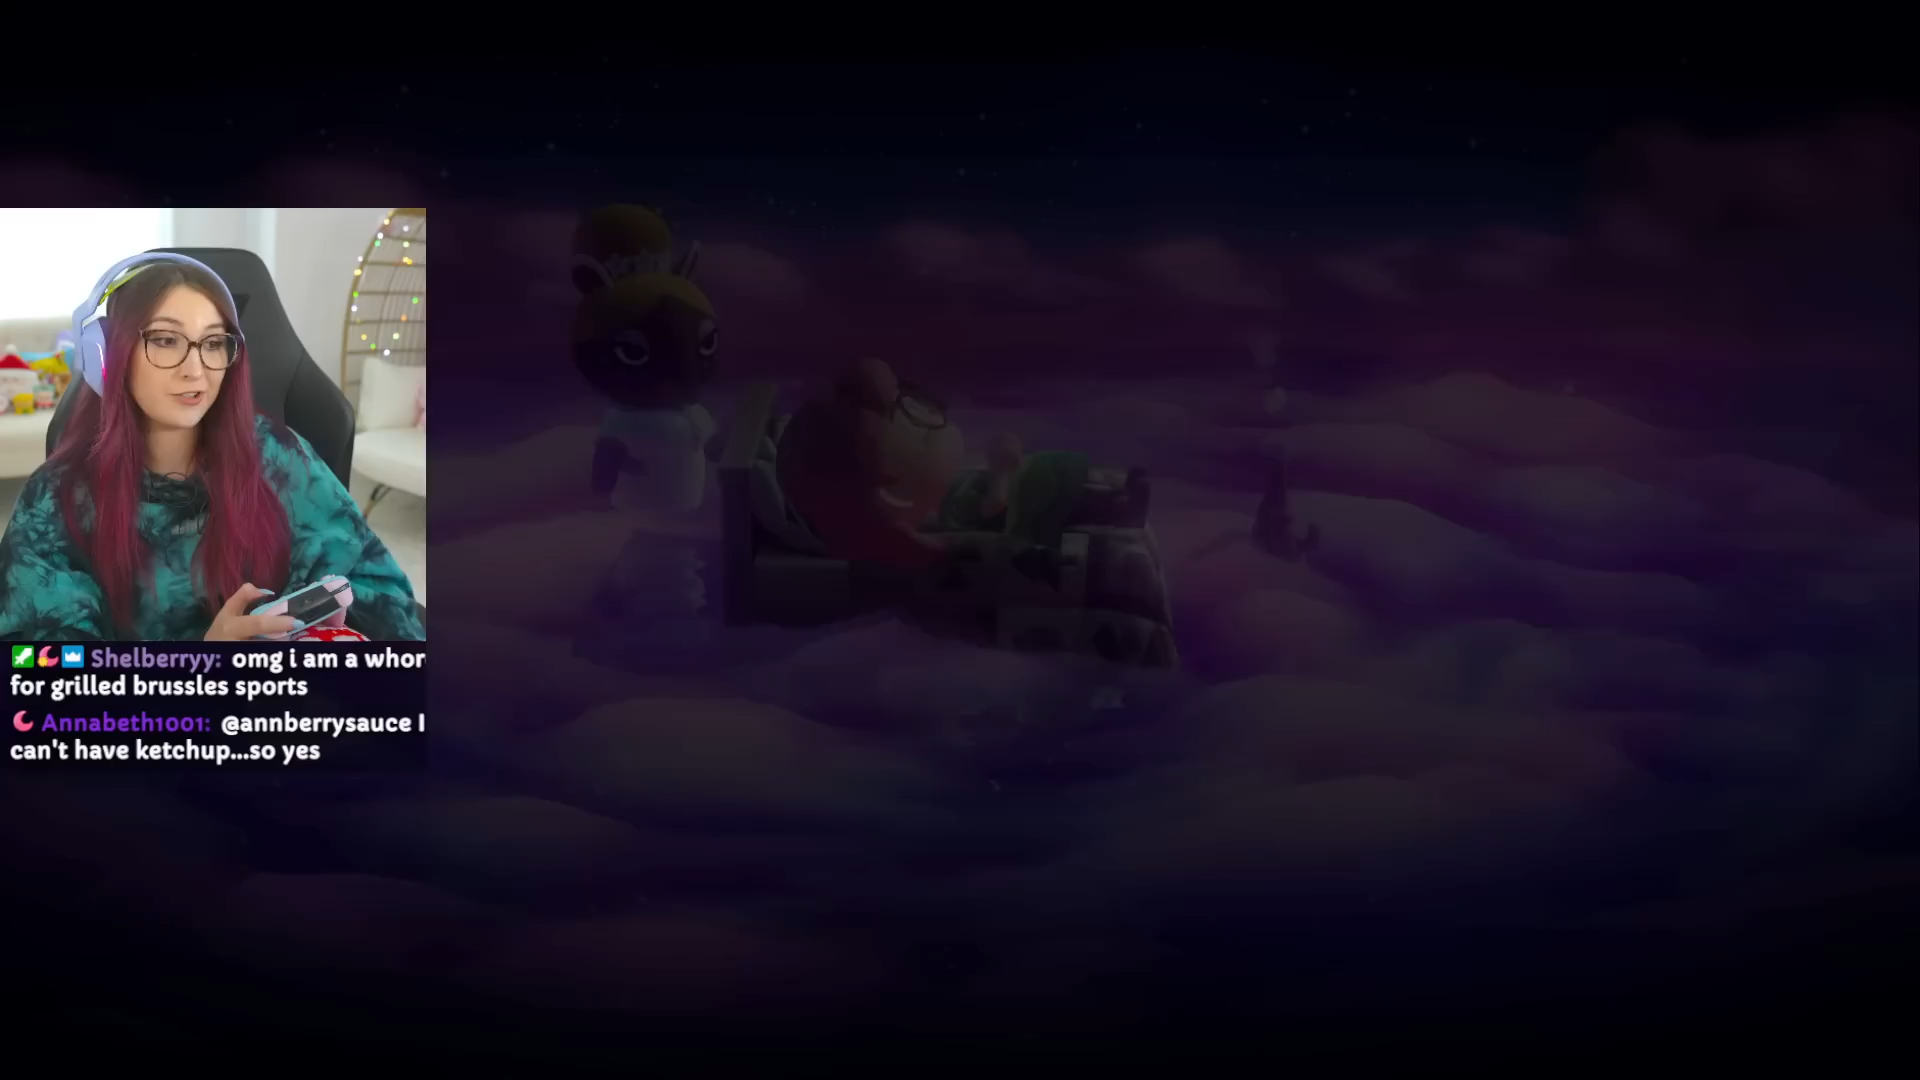 Shelberryy: omg i am a whor
for grilled brussles sports
Annabeth1001: @annberrysauce I
can't have ketchup...so yes